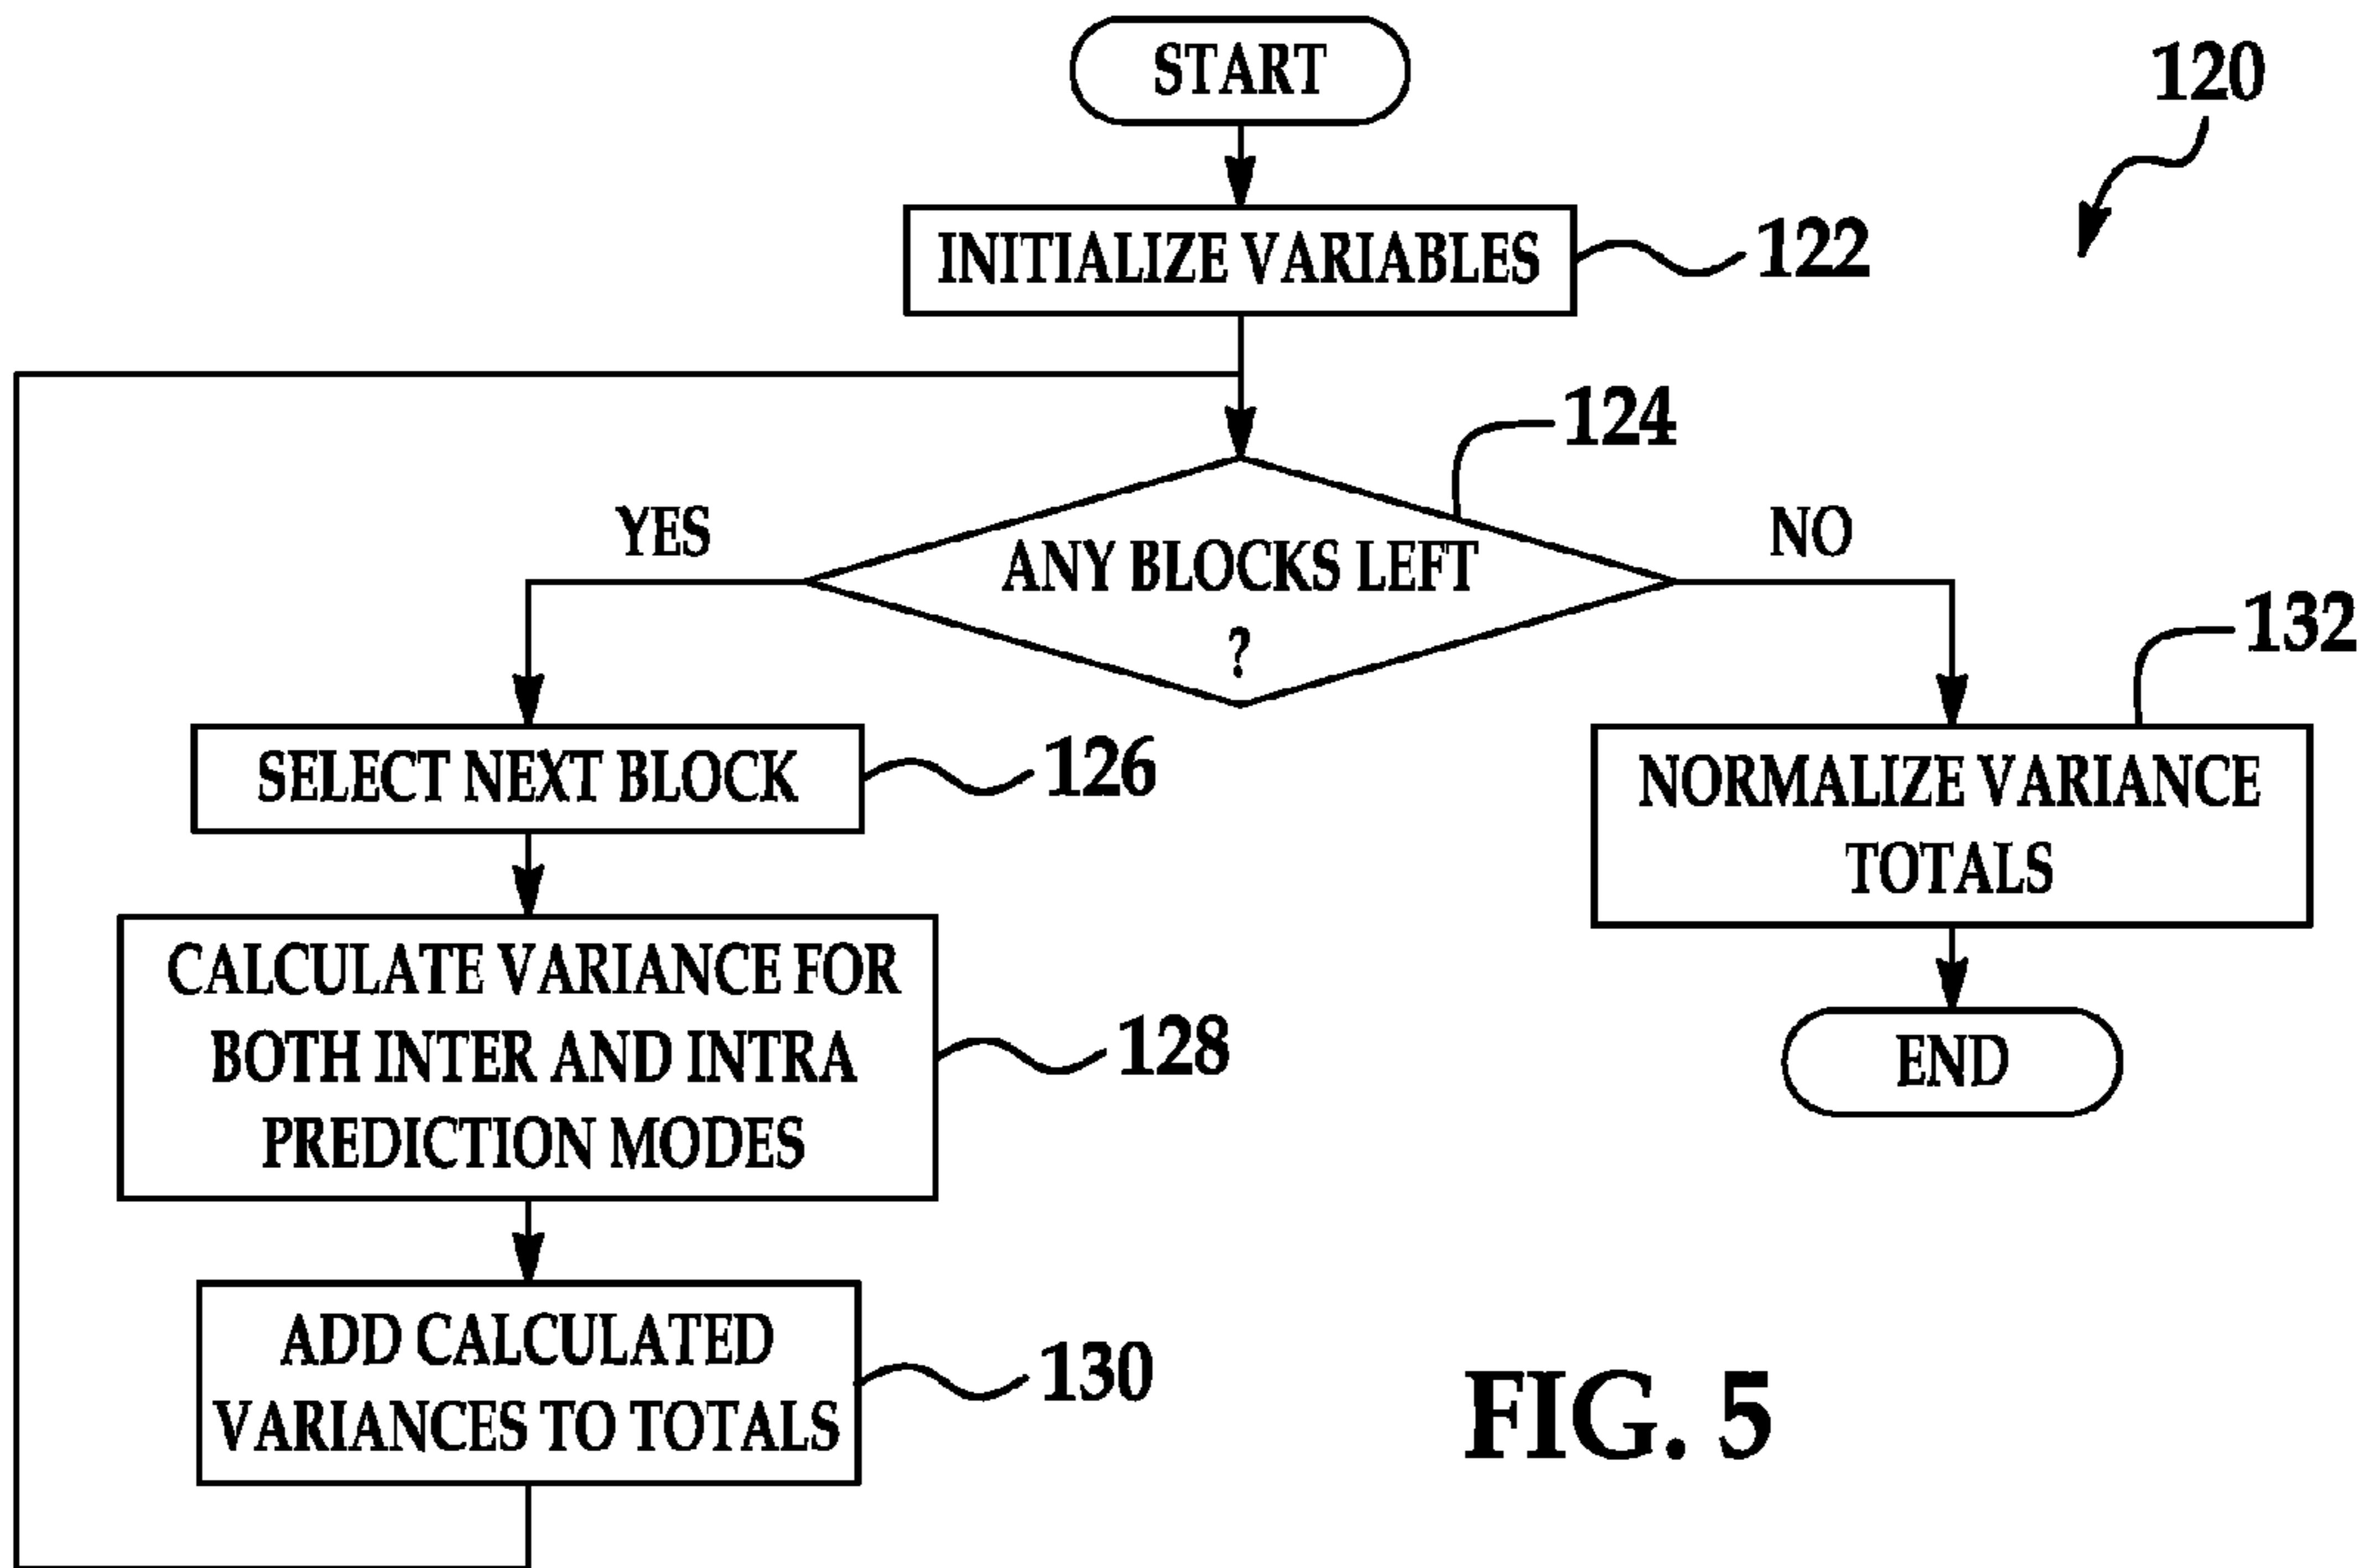 START
120
INITIALIZE VARIABLES
122
124
YES
ANY BLOCKS LEFT
?
NO
132
SELECT NEXT BLOCK
126
NORMALIZE VARIANCE
TOTALS
CALCULATE VARIANCE FOR
BOTH INTER AND INTRA
PREDICTION MODES
128
END
ADD CALCULATED
VARIANCES TO TOTALS
130
FIG. 5